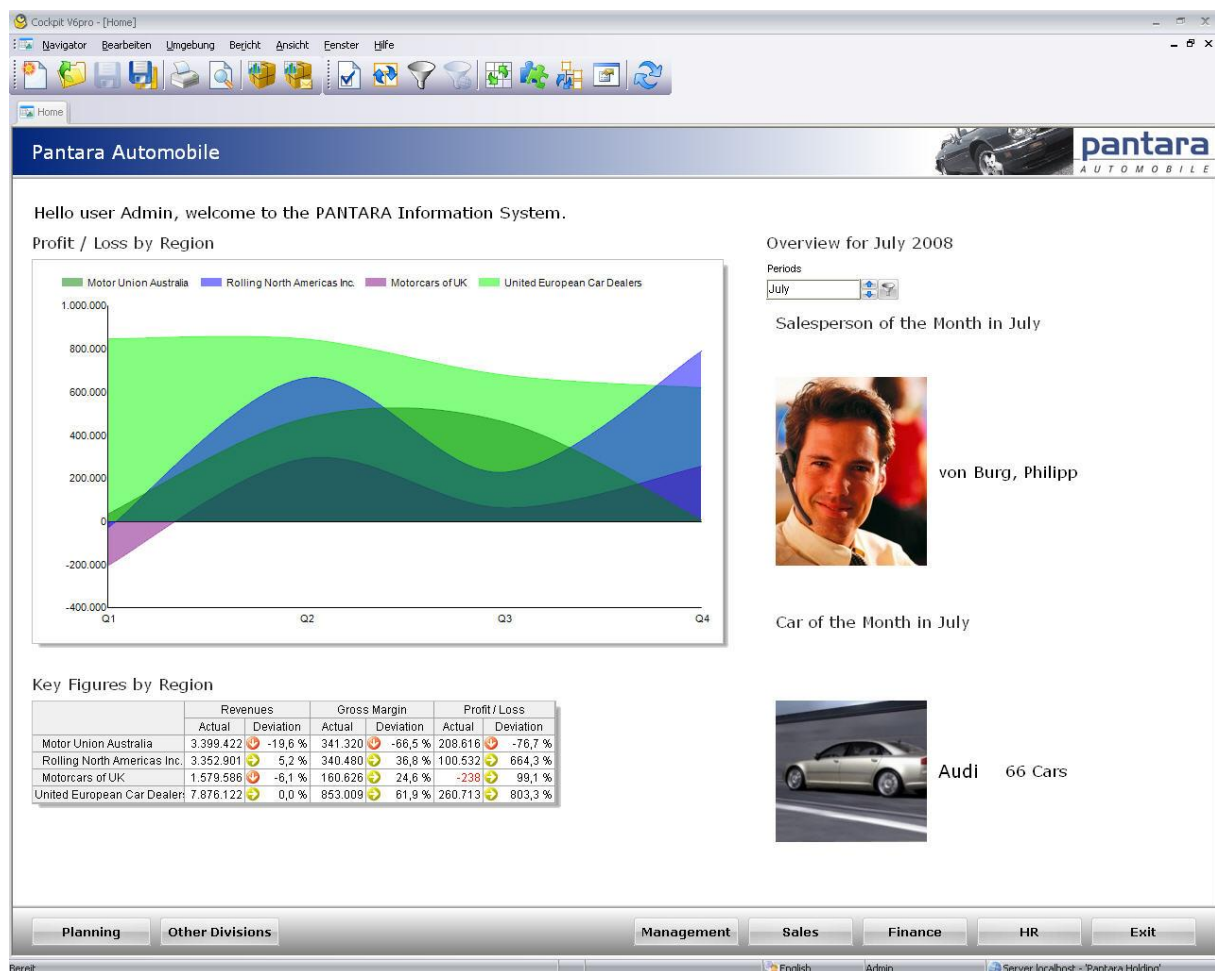 Cockpit V6pro - [Home]
Navigator Bearbeiten Umgebung Bericht Ansicht Fenster Hilfe
Home
Pantara Automobile
pantara
AUTOMOBILE
Hello user Admin, welcome to the PANTARA Information System.
Profit / Loss by Region
Overview for July 2008
Motor Union Australia Rolling North Americas Inc. Motorcars of UK United European Car Dealers
Periods
July
Salesperson of the Month in July
1.000.000
800.000
600.000
400.000
200.000
0
-200.000
-400.000
Q1 Q2 Q3 Q4
von Burg, Philipp
Car of the Month in July
Audi 66 Cars
Key Figures by Region
Revenues Gross Margin Profit / Loss
Actual Deviation Actual Deviation Actual Deviation
Motor Union Australia 3.399.422 -19,6 % 341.320 -66,5 % 208.616 -76,7 %
Rolling North Americas Inc. 3.352.901 5,2 % 340.480 36,8 % 100.532 664,3 %
Motorcars of UK 1.579.586 -6,1 % 160.626 24,6 % -238 99,1 %
United European Car Dealer: 7.876.122 0,0 % 853.009 61,9 % 260.713 803,3 %
Planning Other Divisions Management Sales Finance HR Exit
Bereit English Admin Server localhost - 'Pantara Holding'